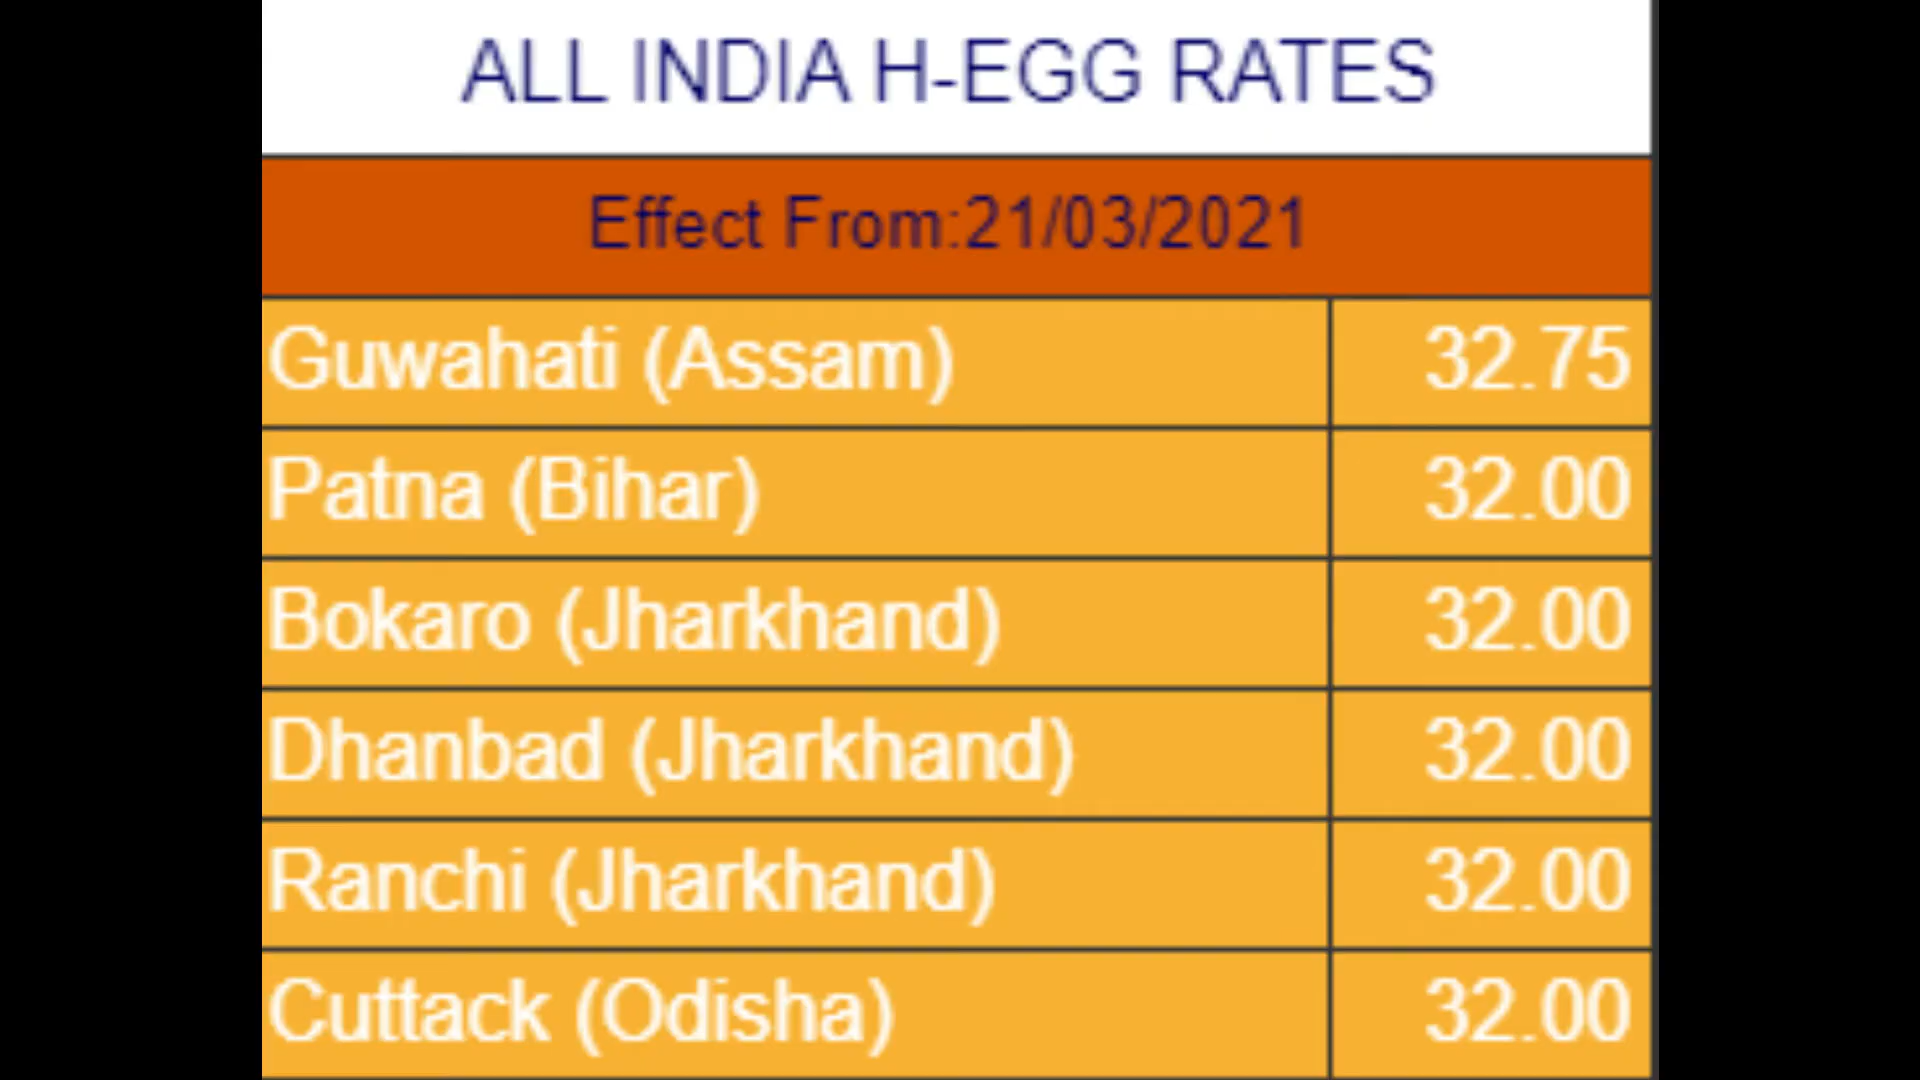 ALL INDIA H-EGG RATES
Effect From:21/03/2021
Guwahati (Assam) 32.75
Patna (Bihar) 32.00
Bokaro (Jharkhand) 32.00
Dhanbad (Jharkhand) 32.00
Ranchi (Jharkhand) 32.00
Cuttack (Odisha) 32.00